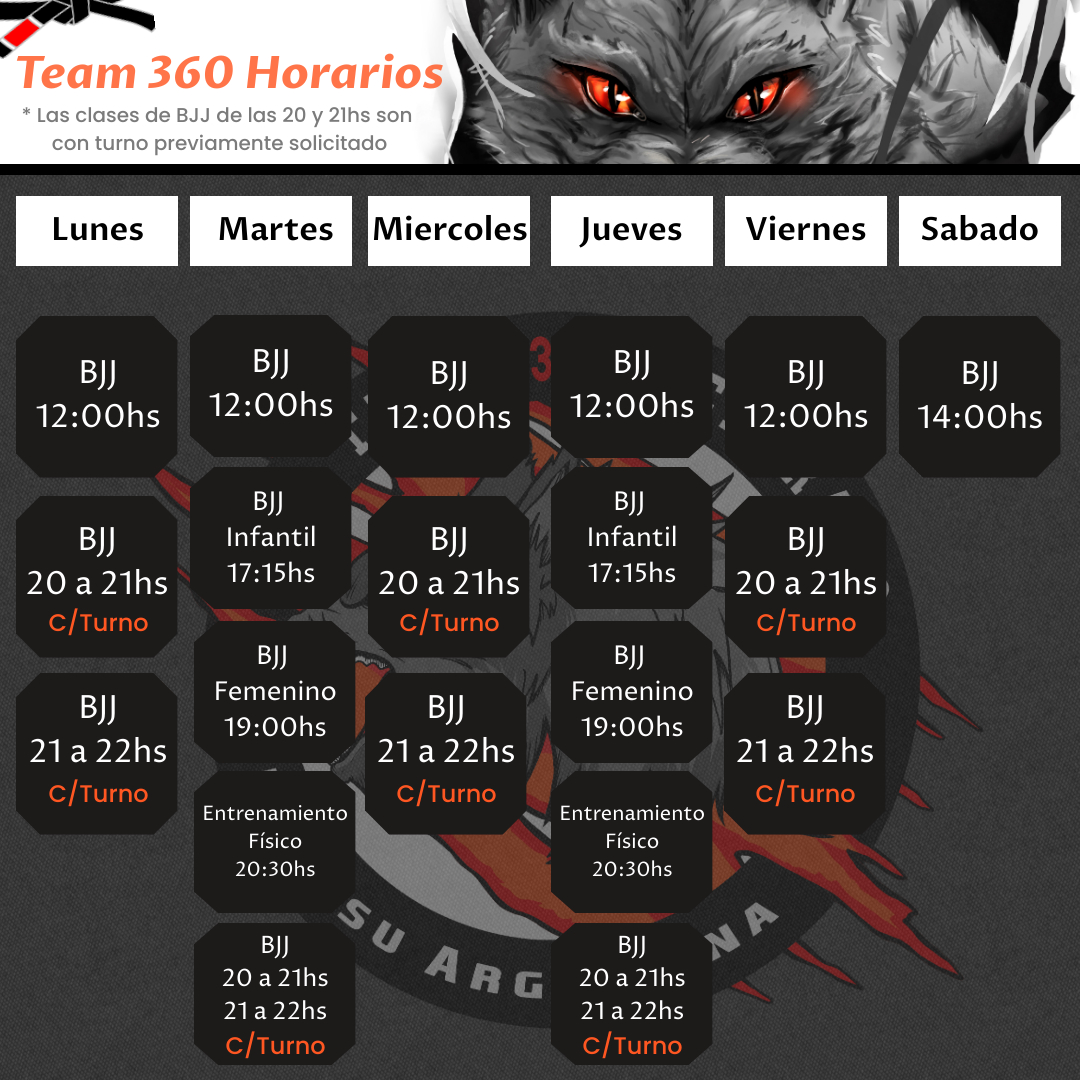 Team 360 Horarios
* Las clases de BJJ de las 20 y 21hs son
con turno previamente solicitado
Lunes
Martes
Miercoles
Jueves
Viernes
Sabado
BJJ
12:00hs
BJJ
20 a 21hs
C/Turno
BJJ
21 a 22hs
C/Turno
BJJ
12:00hs
BJJ
Infantil
17:15hs
BJJ
Femenino
19:00hs
Entrenamiento
Físico
20:30hs
BJJ
20 a 21hs
21 a 22hs
C/Turno
BJJ
12:00hs
BJJ
20 a 21hs
C/Turno
BJJ
21 a 22hs
C/Turno
BJJ
12:00hs
BJJ
Infantil
17:15hs
BJJ
Femenino
19:00hs
Entrenamiento
Físico
20:30hs
BJJ
20 a 21hs
21 a 22hs
C/Turno
BJJ
12:00hs
BJJ
20 a 21hs
C/Turno
BJJ
21 a 22hs
C/Turno
BJJ
14:00hs